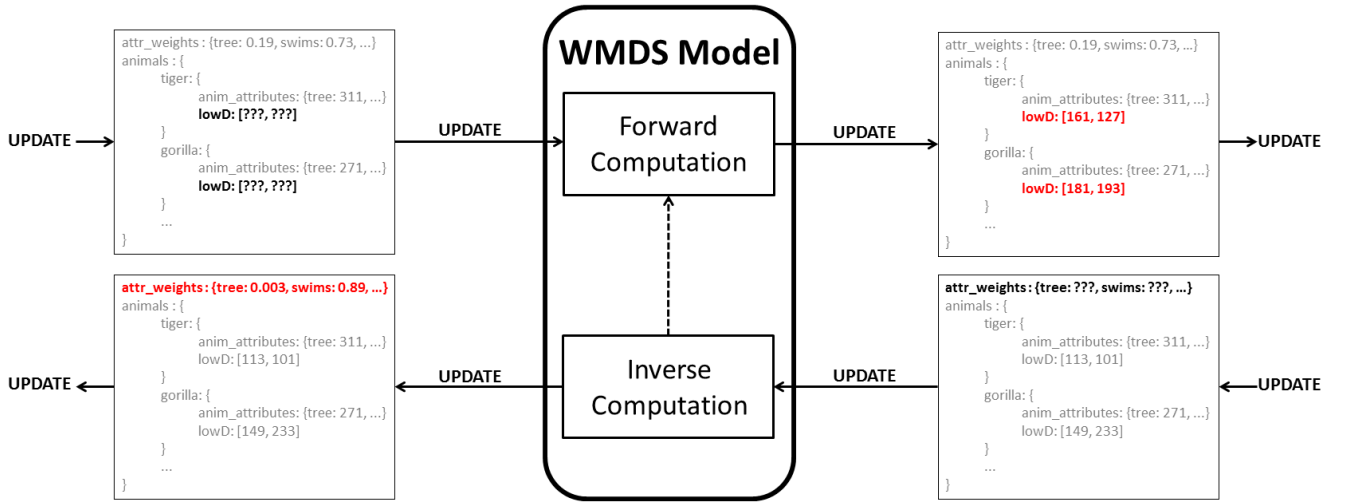 WMDS Model
attr_weights : {tree: 0.19, swims: 0.73, ...}
animals : {
tiger: {
anim_attributes: {tree: 311, ...}
lowD: [???, ???]
}
gorilla: {
anim_attributes: {tree: 271, ...}
lowD: [???, ???]
}
...
}
UPDATE
UPDATE
Forward
Computation
UPDATE
attr_weights : {tree: 0.19, swims: 0.73, ...}
animals : {
tiger: {
anim_attributes: {tree: 311, ...}
lowD: [161, 127]
}
gorilla: {
anim_attributes: {tree: 271, ...}
lowD: [181, 193]
}
...
}
UPDATE
attr_weights : {tree: 0.003, swims: 0.89, ...}
animals : {
tiger: {
anim_attributes: {tree: 311, ...}
lowD: [113, 101]
}
gorilla: {
anim_attributes: {tree: 271, ...}
lowD: [149, 233]
}
...
}
UPDATE
UPDATE
Inverse
Computation
UPDATE
attr_weights : {tree: ???, swims: ???, ...}
animals : {
tiger: {
anim_attributes: {tree: 311, ...}
lowD: [113, 101]
}
gorilla: {
anim_attributes: {tree: 271, ...}
lowD: [149, 233]
}
...
}
UPDATE